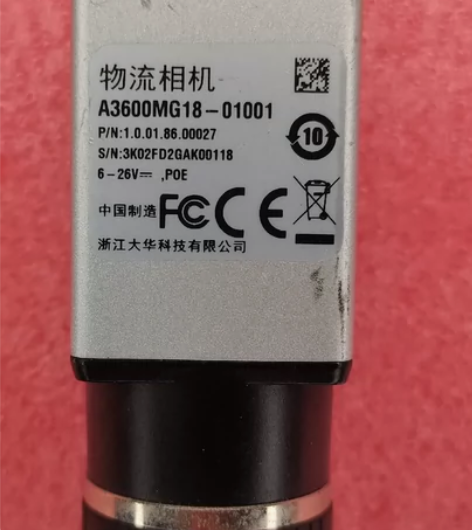 物流相机
A3600MG18-01001
P/N:1.0.01.86.00027
10
S/N:3K02FD2GAK00118
6-26V⎓ ,POE
中国制造 FC CE
浙江大华科技有限公司